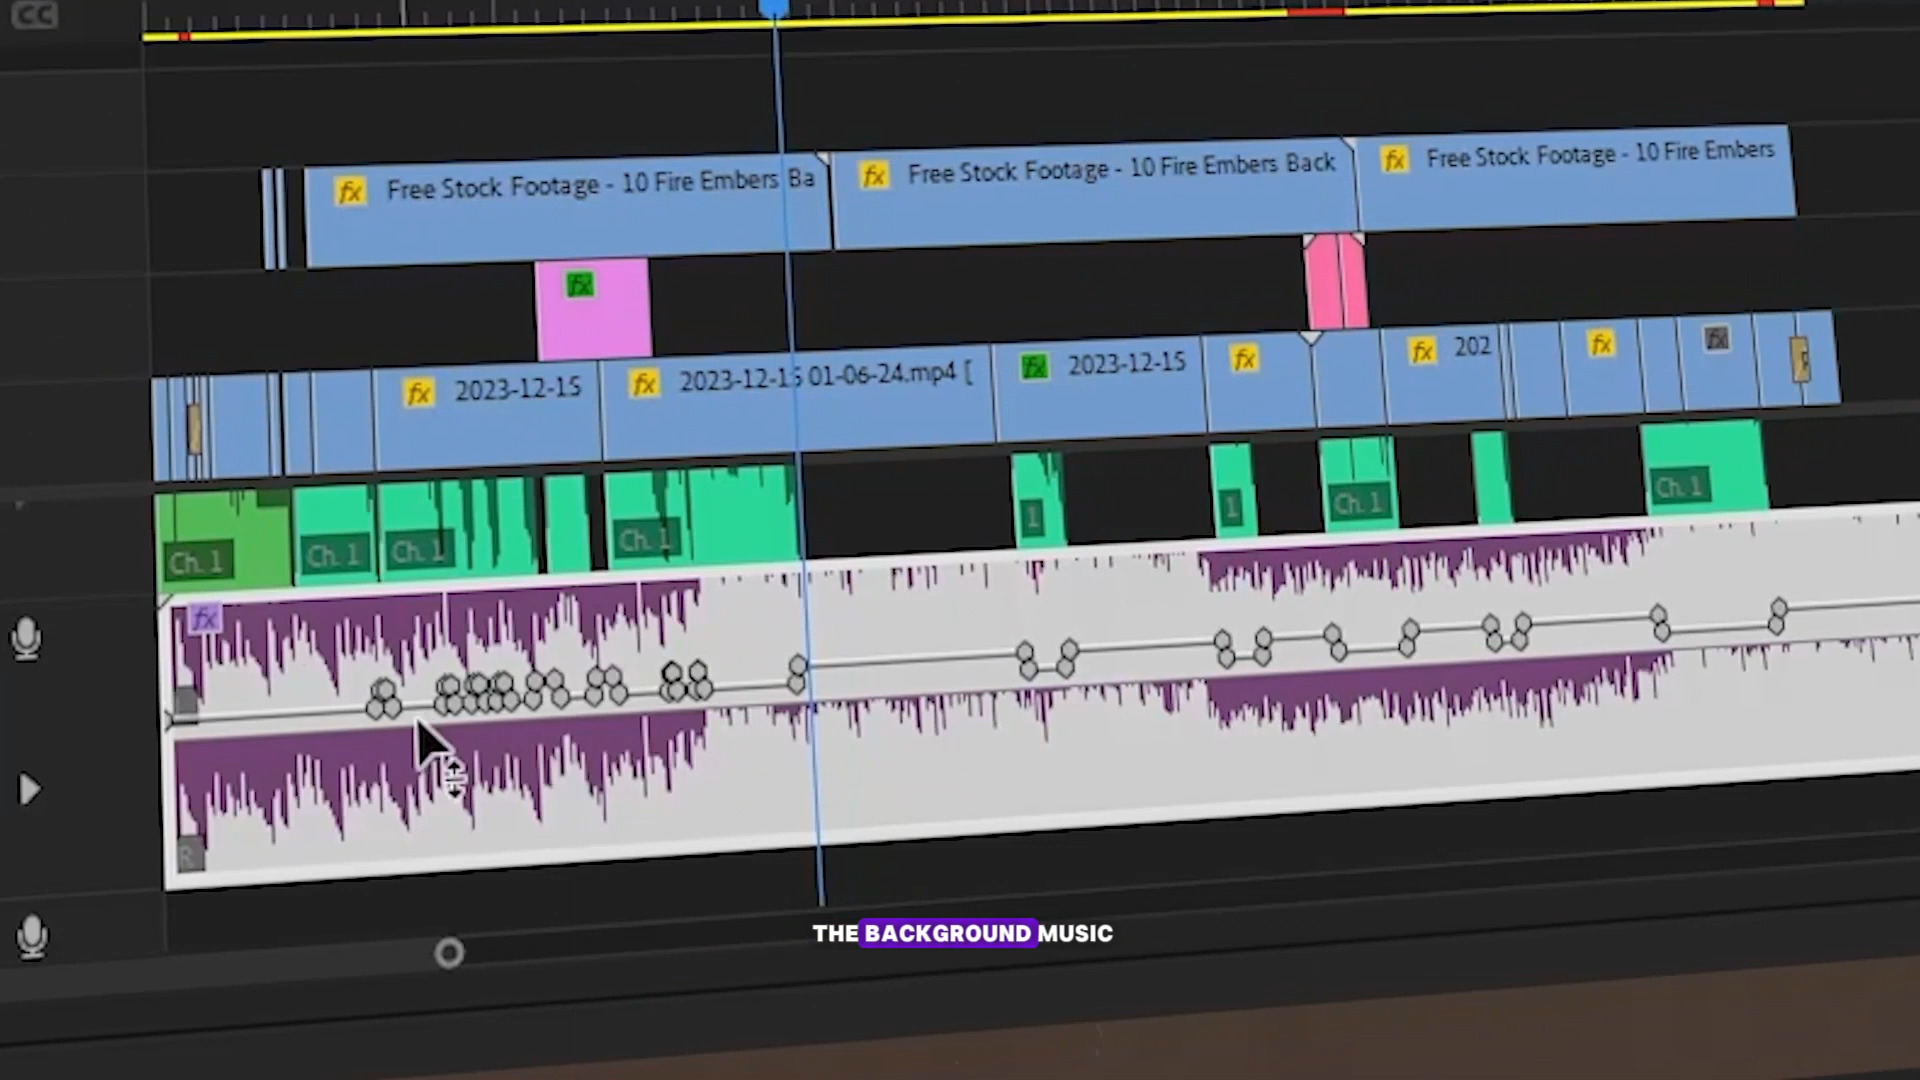 CC
fx Free Stock Footage - 10 Fire Embers Ba
fx Free Stock Footage - 10 Fire Embers Back
fx Free Stock Footage - 10 Fire Embers
fx
fx 2023-12-15
fx 2023-12-15 01-06-24.mp4 [
fx 2023-12-15
fx
fx 202
fx
fx
Ch. 1
Ch. 1
Ch. 1
Ch. 1
1
1
Ch. 1
Ch. 1
fx
R
THE BACKGROUND MUSIC